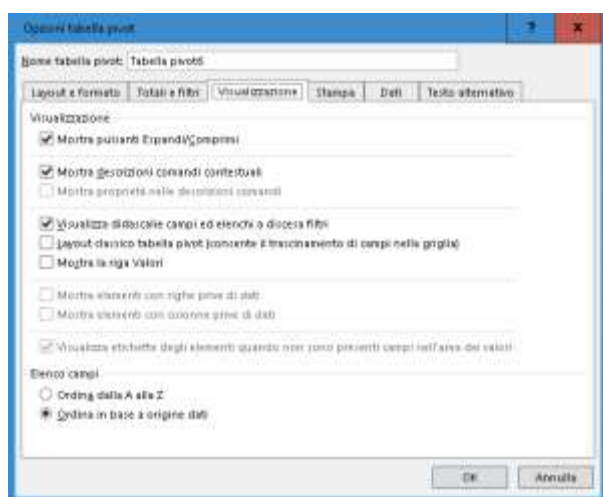 Opzioni tabella pivot
Nome tabella pivot: Tabella pivot6
Layout e formato Totali e filtri Visualizzazione Stampa Dati Testo alternativo
Visualizzazione
Mostra pulsanti Espandi/Comprimi
Mostra descrizioni comandi contestuali
Mostra proprietà nelle descrizioni comandi
Visualizza didascalie campi ed elenchi a discesa filtri
Layout classico tabella pivot (consente il trascinamento di campi nella griglia)
Mostra la riga Valori
Mostra elementi con righe prive di dati
Mostra elementi con colonne prive di dati
Visualizza etichette degli elementi quando non sono presenti campi nell'area dei valori
Elenco campi
Ordina dalla A alla Z
Ordina in base a origine dati
OK Annulla